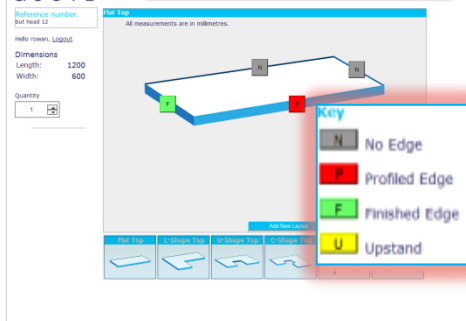 Reference number:
but head 12
Hello rowan, Logout
Dimensions
Length: 1200
Width: 600
Quantity
1
Flat Top
All measurements are in millimetres.
N
N
F
P
Add New Layout
Flat Top
L-Shape Top
U-Shape Top
G-Shape Top
Key
N No Edge
P Profiled Edge
F Finished Edge
U Upstand